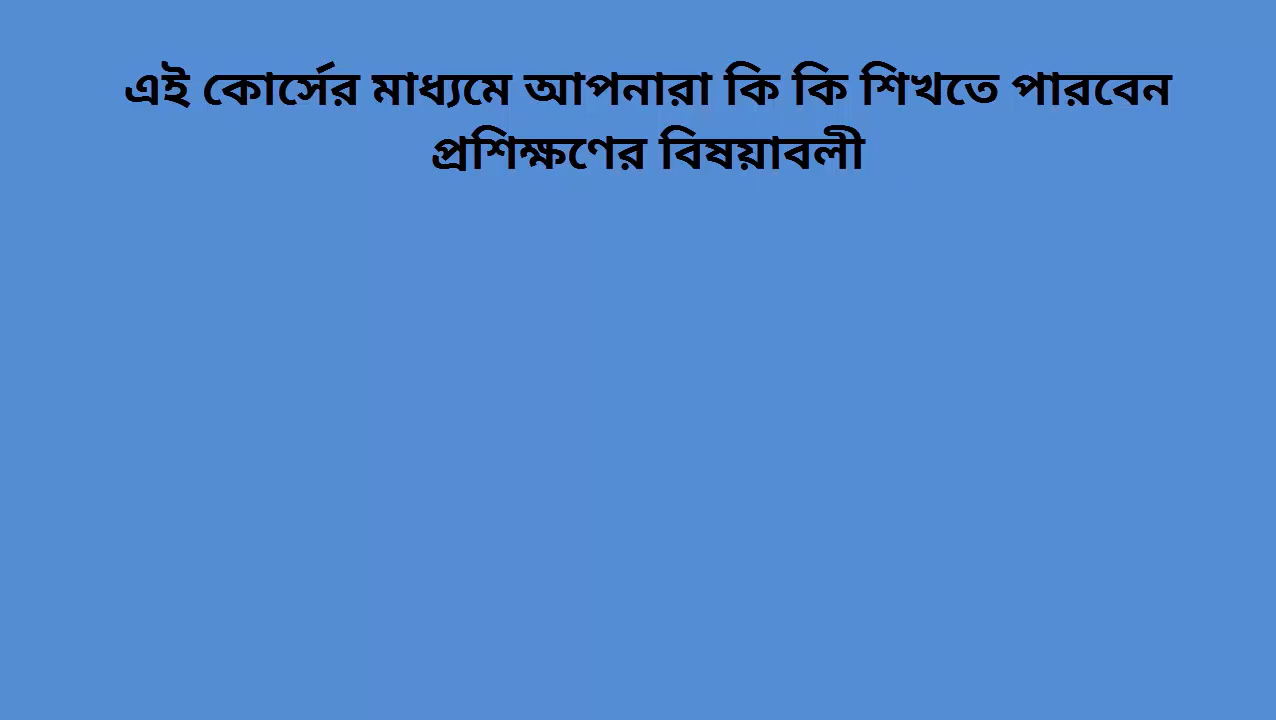 এই কোর্সের মাধ্যমে আপনারা কি কি শিখতে পারবেন
প্রশিক্ষণের বিষয়াবলী